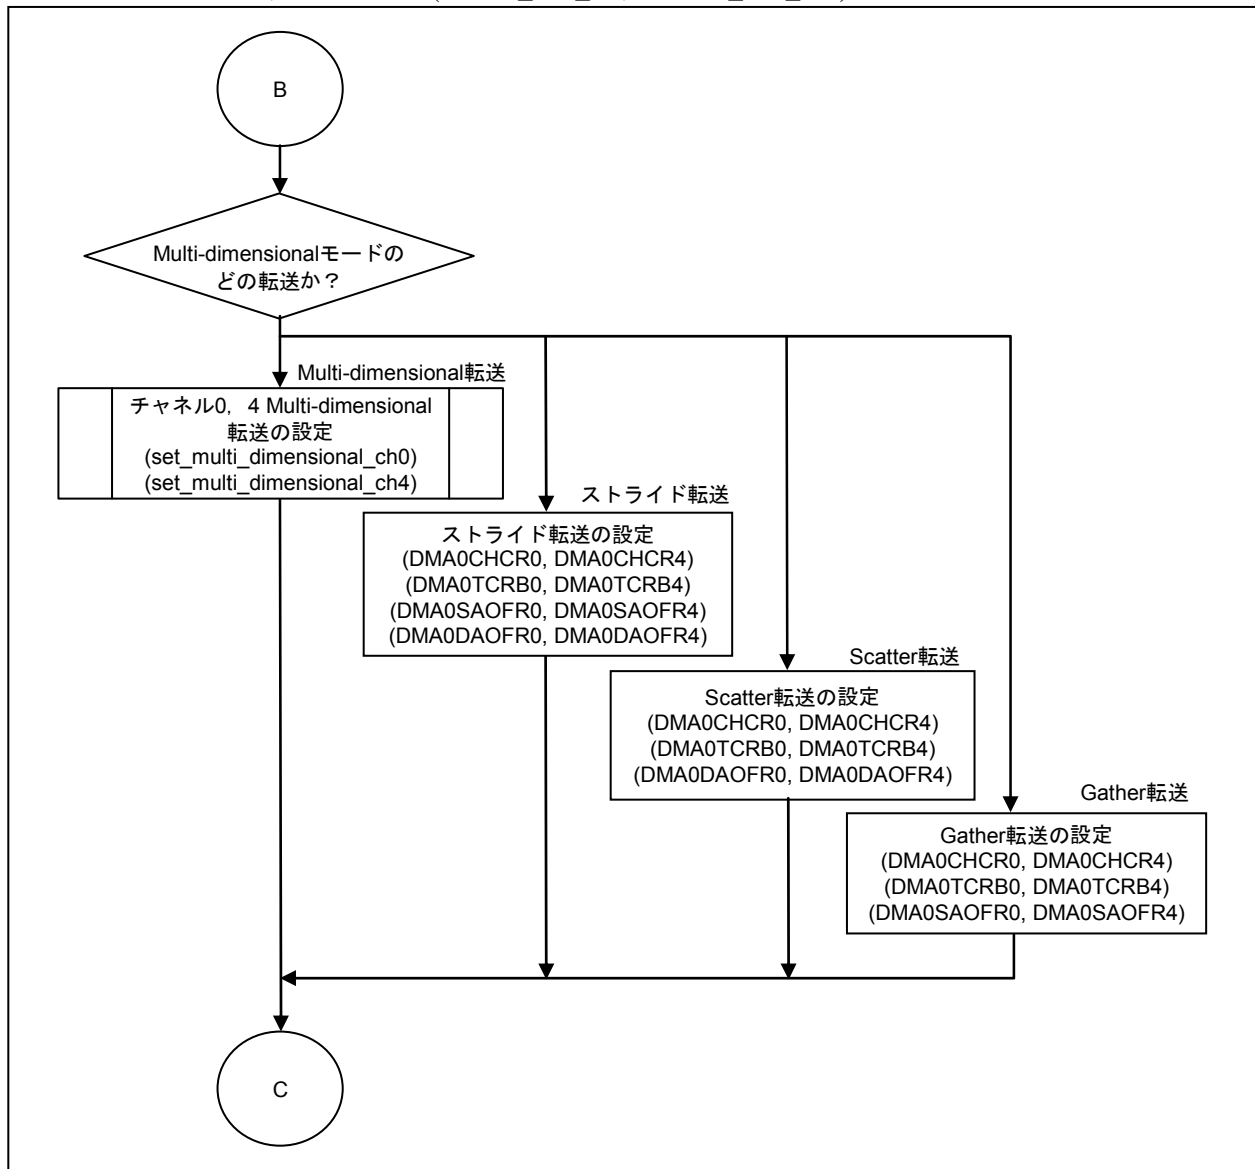 B
Multi-dimensionalモードの
どの転送か？
Multi-dimensional転送
チャネル0，4 Multi-dimensional
転送の設定
(set_multi_dimensional_ch0)
(set_multi_dimensional_ch4)
ストライド転送
ストライド転送の設定
(DMA0CHCR0, DMA0CHCR4)
(DMA0TCRB0, DMA0TCRB4)
(DMA0SAOFR0, DMA0SAOFR4)
(DMA0DAOFR0, DMA0DAOFR4)
Scatter転送
Scatter転送の設定
(DMA0CHCR0, DMA0CHCR4)
(DMA0TCRB0, DMA0TCRB4)
(DMA0DAOFR0, DMA0DAOFR4)
Gather転送
Gather転送の設定
(DMA0CHCR0, DMA0CHCR4)
(DMA0TCRB0, DMA0TCRB4)
(DMA0SAOFR0, DMA0SAOFR4)
C